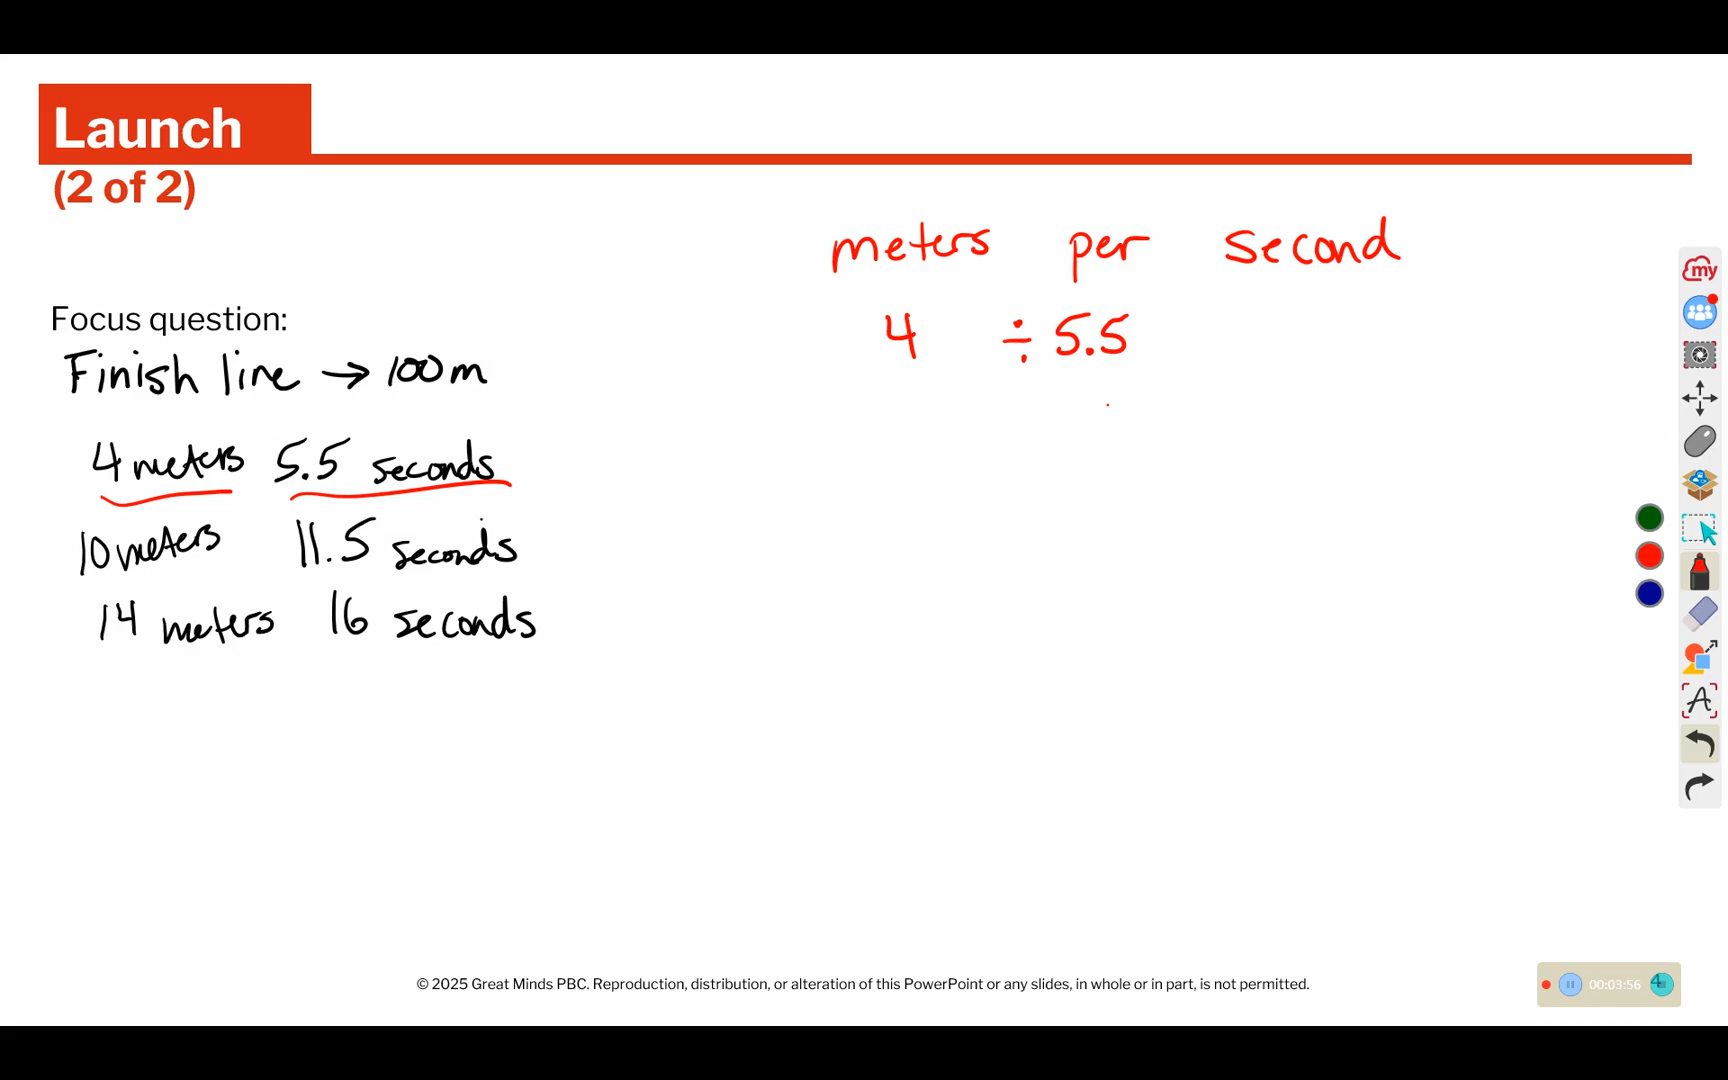 Launch
(2 of 2)
meters per second
4 ÷ 5.5
Focus question:
Finish line → 100m
4 meters 5.5 seconds
10 meters 11.5 seconds
14 meters 16 seconds
my
A
© 2025 Great Minds PBC. Reproduction, distribution, or alteration of this PowerPoint or any slides, in whole or in part, is not permitted.
00:03:56
4